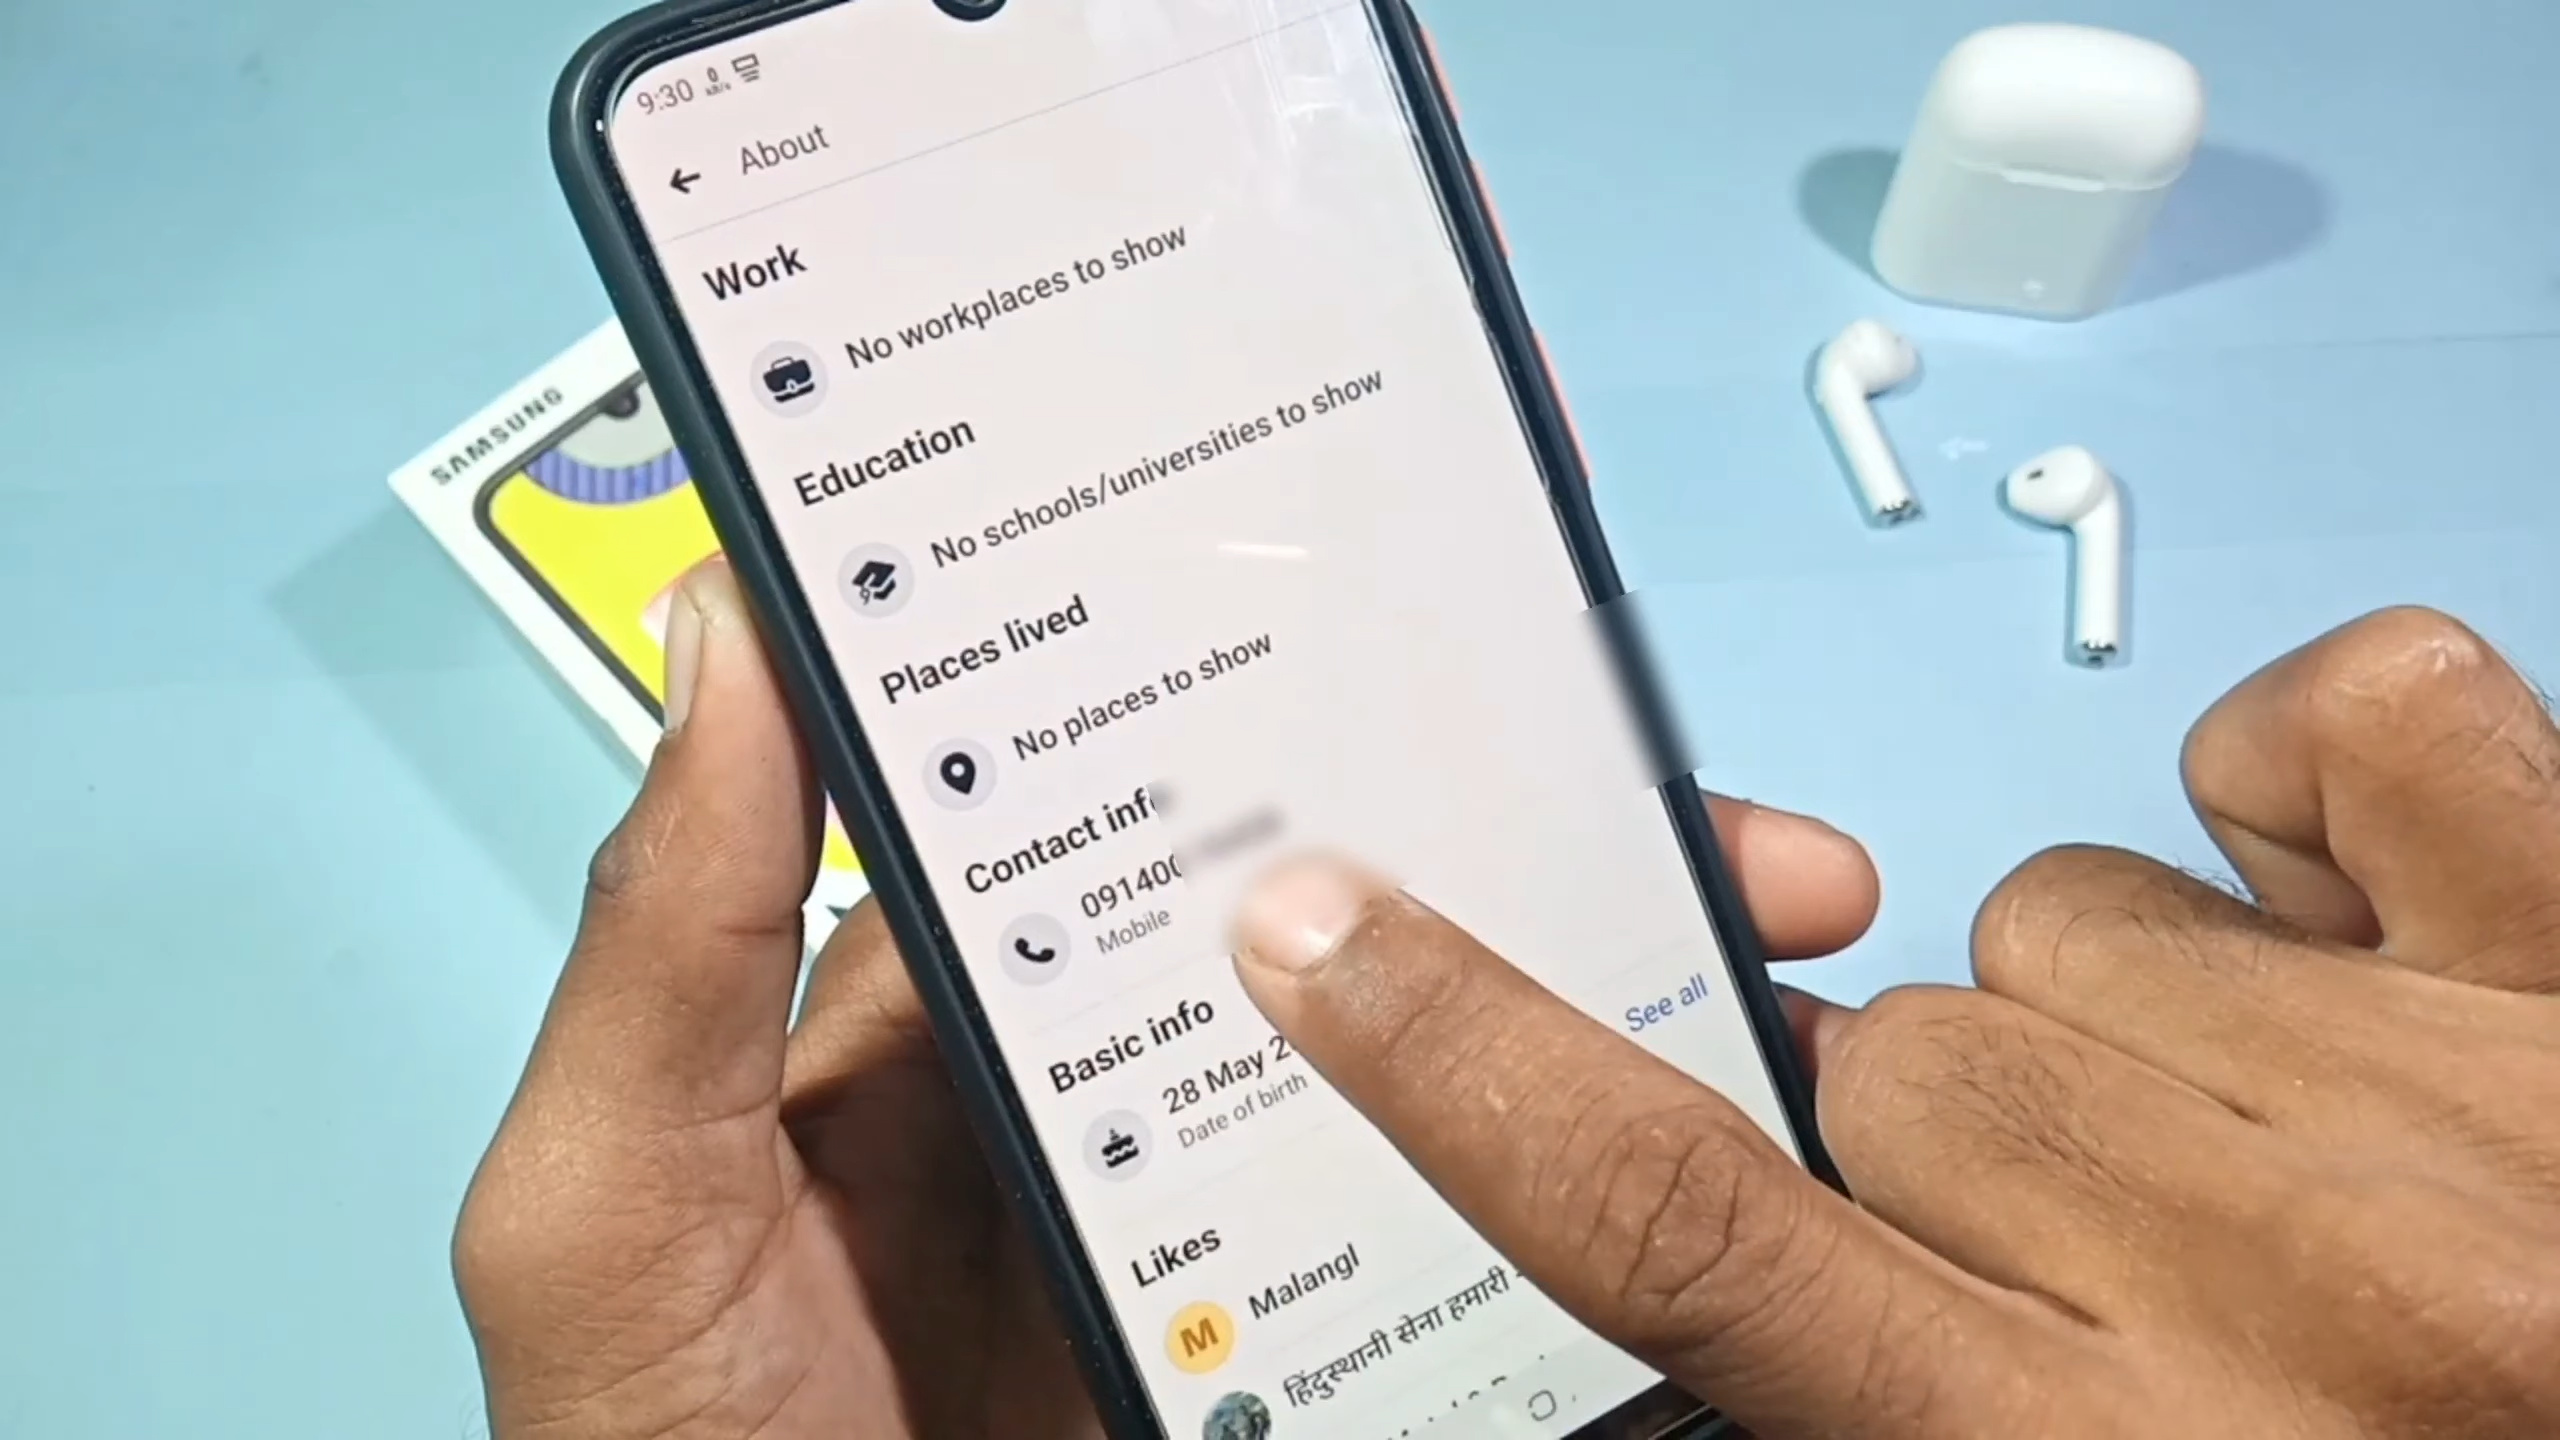 9:30
About
Work
No workplaces to show
SAMSUNG
Education
No schools/universities to show
Places lived
No places to show
Contact info
09140
Mobile
Basic info
See all
28 May 2
Date of birth
Likes
Malangl
M
हिंदुस्थानी सेना हमारी